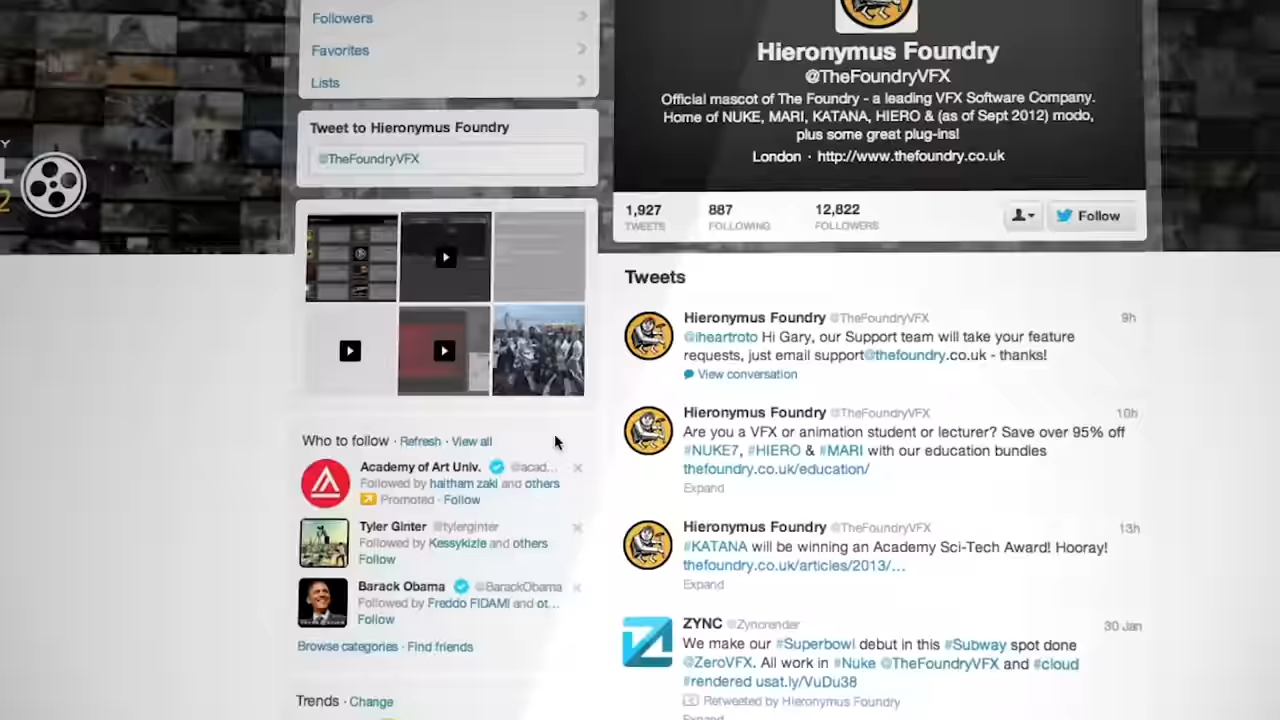 Followers
Favorites
Lists
Tweet to Hieronymus Foundry
@TheFoundryVFX
Y
L
2
Who to follow · Refresh · View all
Academy of Art Univ. @acad...
Followed by haitham zaki and others
Promoted · Follow
Tyler Ginter @tylerginter
Followed by Kessykizle and others
Follow
Barack Obama @BarackObama
Followed by Freddo FIDAMI and ot...
Follow
Browse categories · Find friends
Trends · Change
Hieronymus Foundry
@TheFoundryVFX
Official mascot of The Foundry - a leading VFX Software Company.
Home of NUKE, MARI, KATANA, HIERO & (as of Sept 2012) modo,
plus some great plug-ins!
London · http://www.thefoundry.co.uk
1,927 887 12,822
TWEETS FOLLOWING FOLLOWERS
Follow
Tweets
Hieronymus Foundry @TheFoundryVFX 9h
@iheartroto Hi Gary, our Support team will take your feature
requests, just email support@thefoundry.co.uk - thanks!
View conversation
Hieronymus Foundry @TheFoundryVFX 10h
Are you a VFX or animation student or lecturer? Save over 95% off
#NUKE7, #HIERO & #MARI with our education bundles
thefoundry.co.uk/education/
Expand
Hieronymus Foundry @TheFoundryVFX 13h
#KATANA will be winning an Academy Sci-Tech Award! Hooray!
thefoundry.co.uk/articles/2013/...
Expand
ZYNC @Zyncrender 30 Jan
We make our #Superbowl debut in this #Subway spot done
@ZeroVFX. All work in #Nuke @TheFoundryVFX and #cloud
#rendered usat.ly/VuDu38
Retweeted by Hieronymus Foundry
Expand